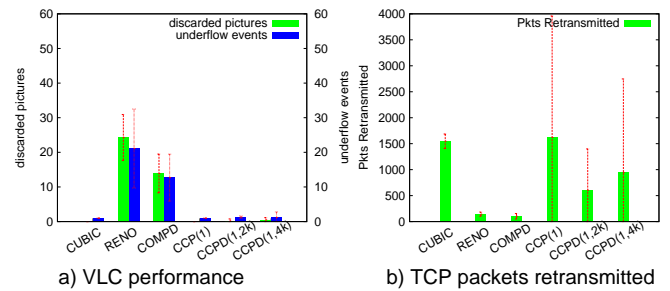 discarded pictures
underflow events
60
50
40
30
20
10
0
discarded pictures
60
50
40
30
20
10
0
underflow events
CUBIC
RENO
COMPD
CCP(1)
CCPD(1,2k)
CCPD(1,4k)
a) VLC performance
Pkts Retransmitted
4000
3500
3000
2500
2000
1500
1000
500
0
Pkts Retransmitted
CUBIC
RENO
COMPD
CCP(1)
CCPD(1,2k)
CCPD(1,4k)
b) TCP packets retransmitted